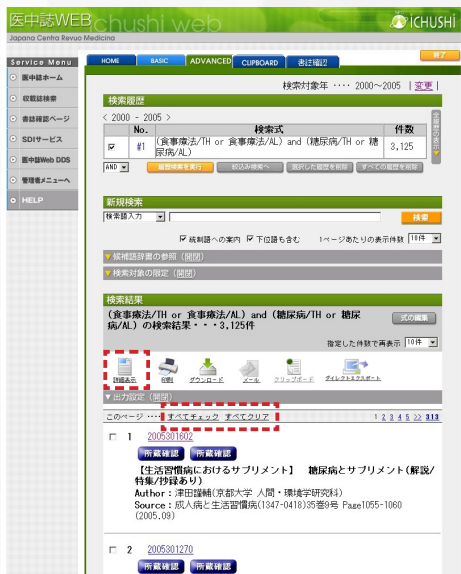 医中誌WEB
ichushi web
ICHUSHI
Japana Centra Revuo Medicina
終了
Service Menu
HOME BASIC ADVANCED CLIPBOARD 書誌確認
医中誌ホーム
収載誌検索
書誌確認ページ
SDIサービス
医中誌Web DDS
管理者メニューへ
HELP
検索対象年 ････ 2000～2005 |変更|
検索履歴
< 2000 - 2005 >
No. 検索式 件数
#1 (食事療法/TH or 食事療法/AL) and (糖尿病/TH or 糖尿病/AL) 3,125
全履歴の表示
AND 履歴検索を実行 絞込み検索へ 選択した履歴を削除 すべての履歴を削除
新規検索
検索語入力 検索
統制語への案内 下位語も含む 1ページあたりの表示件数 10件
▼候補語辞書の参照 (開閉)
▼検索対象の限定 (開閉)
検索結果
(食事療法/TH or 食事療法/AL) and (糖尿病/TH or 糖尿
病/AL) の検索結果・・・3,125件
式の編集
指定した件数で再表示 10件
詳細表示 印刷 ダウンロード メール クリップボード ダイレクトエクスポート
▼出力設定 (開閉)
このページ ････ すべてチェック すべてクリア 1 2 3 4 5 >> 313
1 2005301602
所蔵確認 所蔵確認
【生活習慣病におけるサプリメント】 糖尿病とサプリメント(解説/
特集/抄録あり)
Author：津田謹輔(京都大学 人間・環境学研究科)
Source：成人病と生活習慣病(1347-0418)35巻9号 Page1055-1060
(2005.09)
2 2005301270
所蔵確認 所蔵確認